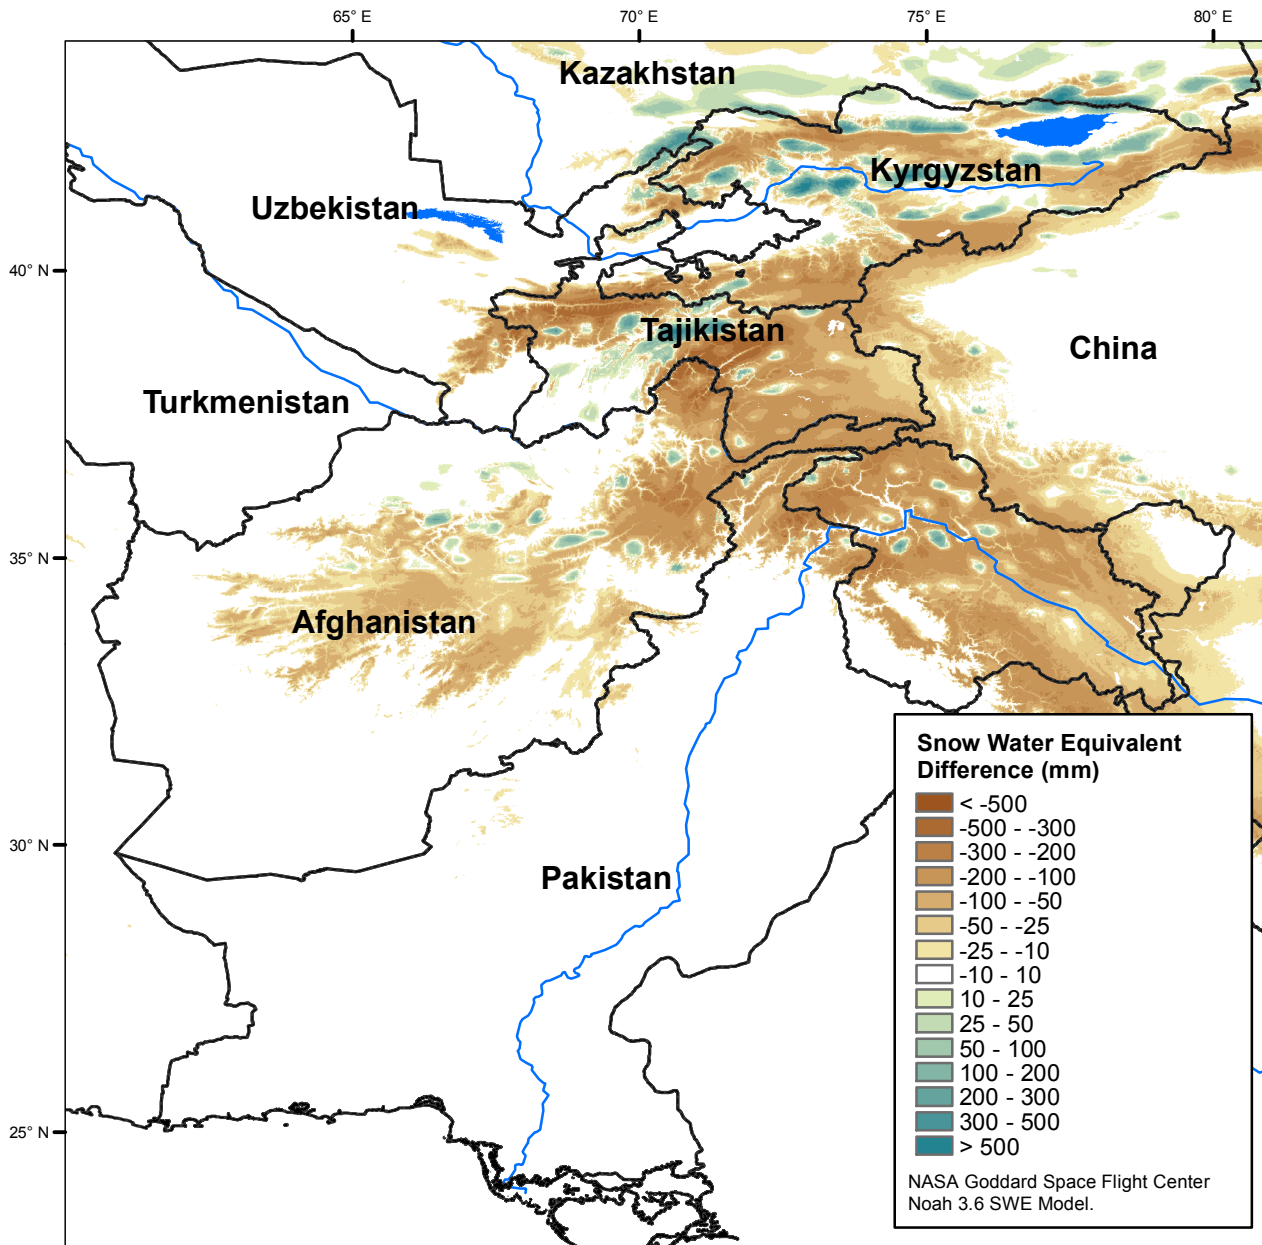 65° E
70° E
75° E
80° E
Kazakhstan
Kyrgyzstan
Uzbekistan
40° N
Tajikistan
China
Turkmenistan
35° N
Afghanistan
30° N
Pakistan
25° N
Snow Water Equivalent
Difference (mm)
< -500
-500 - -300
-300 - -200
-200 - -100
-100 - -50
-50 - -25
-25 - -10
-10 - 10
10 - 25
25 - 50
50 - 100
100 - 200
200 - 300
300 - 500
> 500
NASA Goddard Space Flight Center
Noah 3.6 SWE Model.